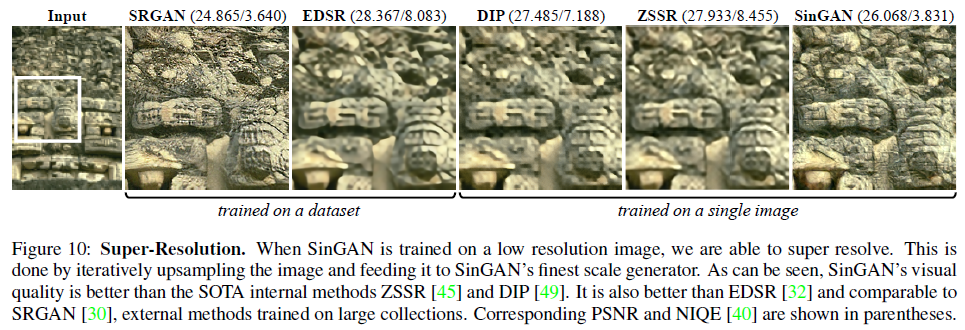 Input SRGAN (24.865/3.640) EDSR (28.367/8.083) DIP (27.485/7.188) ZSSR (27.933/8.455) SinGAN (26.068/3.831)
trained on a dataset trained on a single image
Figure 10: Super-Resolution. When SinGAN is trained on a low resolution image, we are able to super resolve. This is
done by iteratively upsampling the image and feeding it to SinGAN's finest scale generator. As can be seen, SinGAN's visual
quality is better than the SOTA internal methods ZSSR [45] and DIP [49]. It is also better than EDSR [32] and comparable to
SRGAN [30], external methods trained on large collections. Corresponding PSNR and NIQE [40] are shown in parentheses.